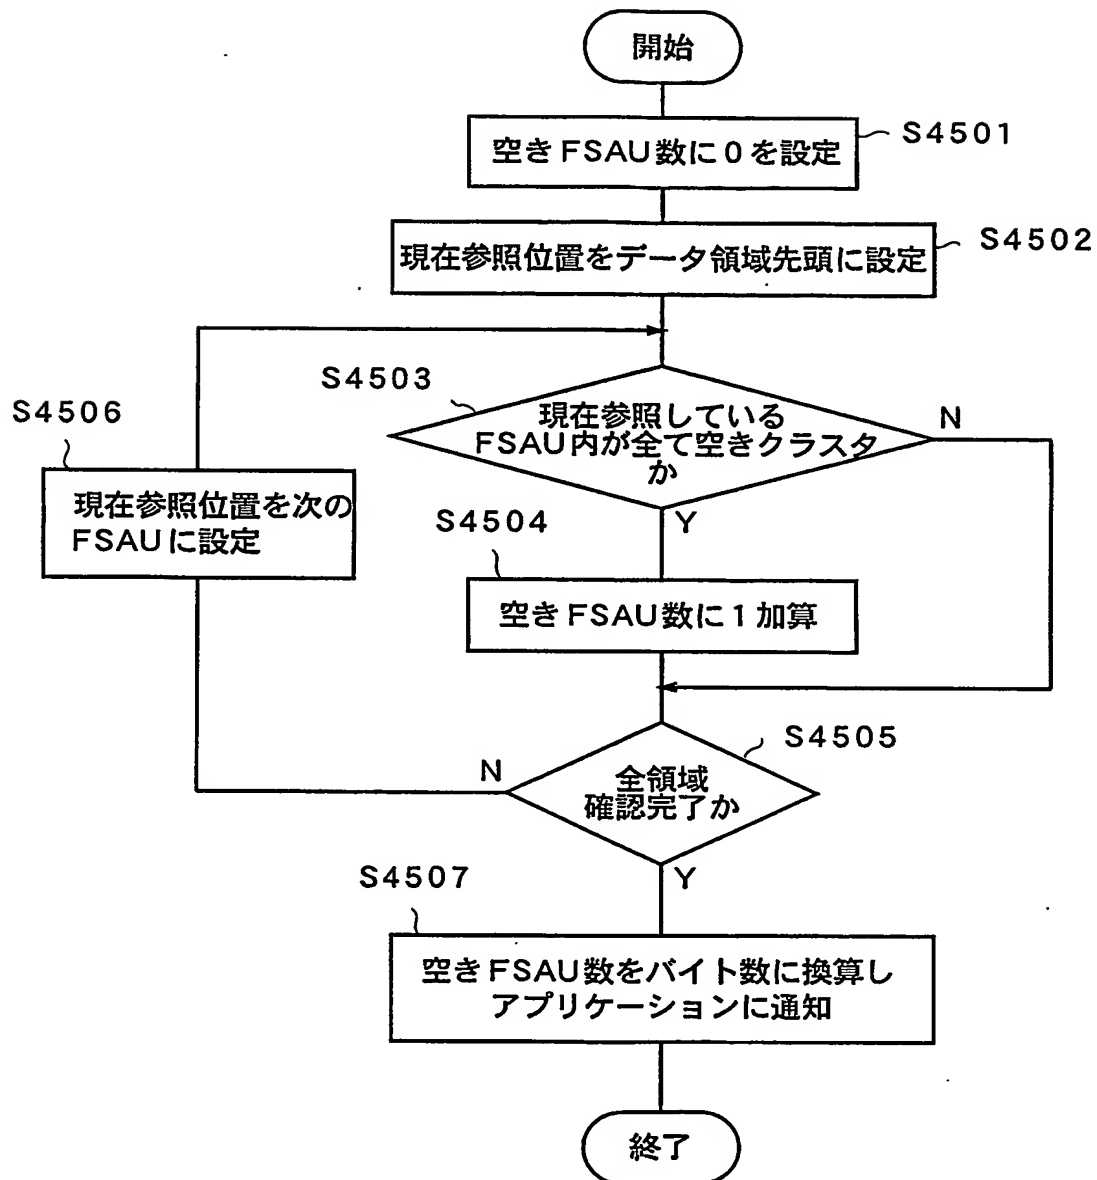 開始
空きFSAU数に0を設定
S4501
現在参照位置をデータ領域先頭に設定
S4502
S4503
現在参照している
FSAU内が全て空きクラスタ
か
N
S4506
現在参照位置を次の
FSAUに設定
Y
S4504
空きFSAU数に1加算
S4505
全領域
確認完了か
N
Y
S4507
空きFSAU数をバイト数に換算し
アプリケーションに通知
終了